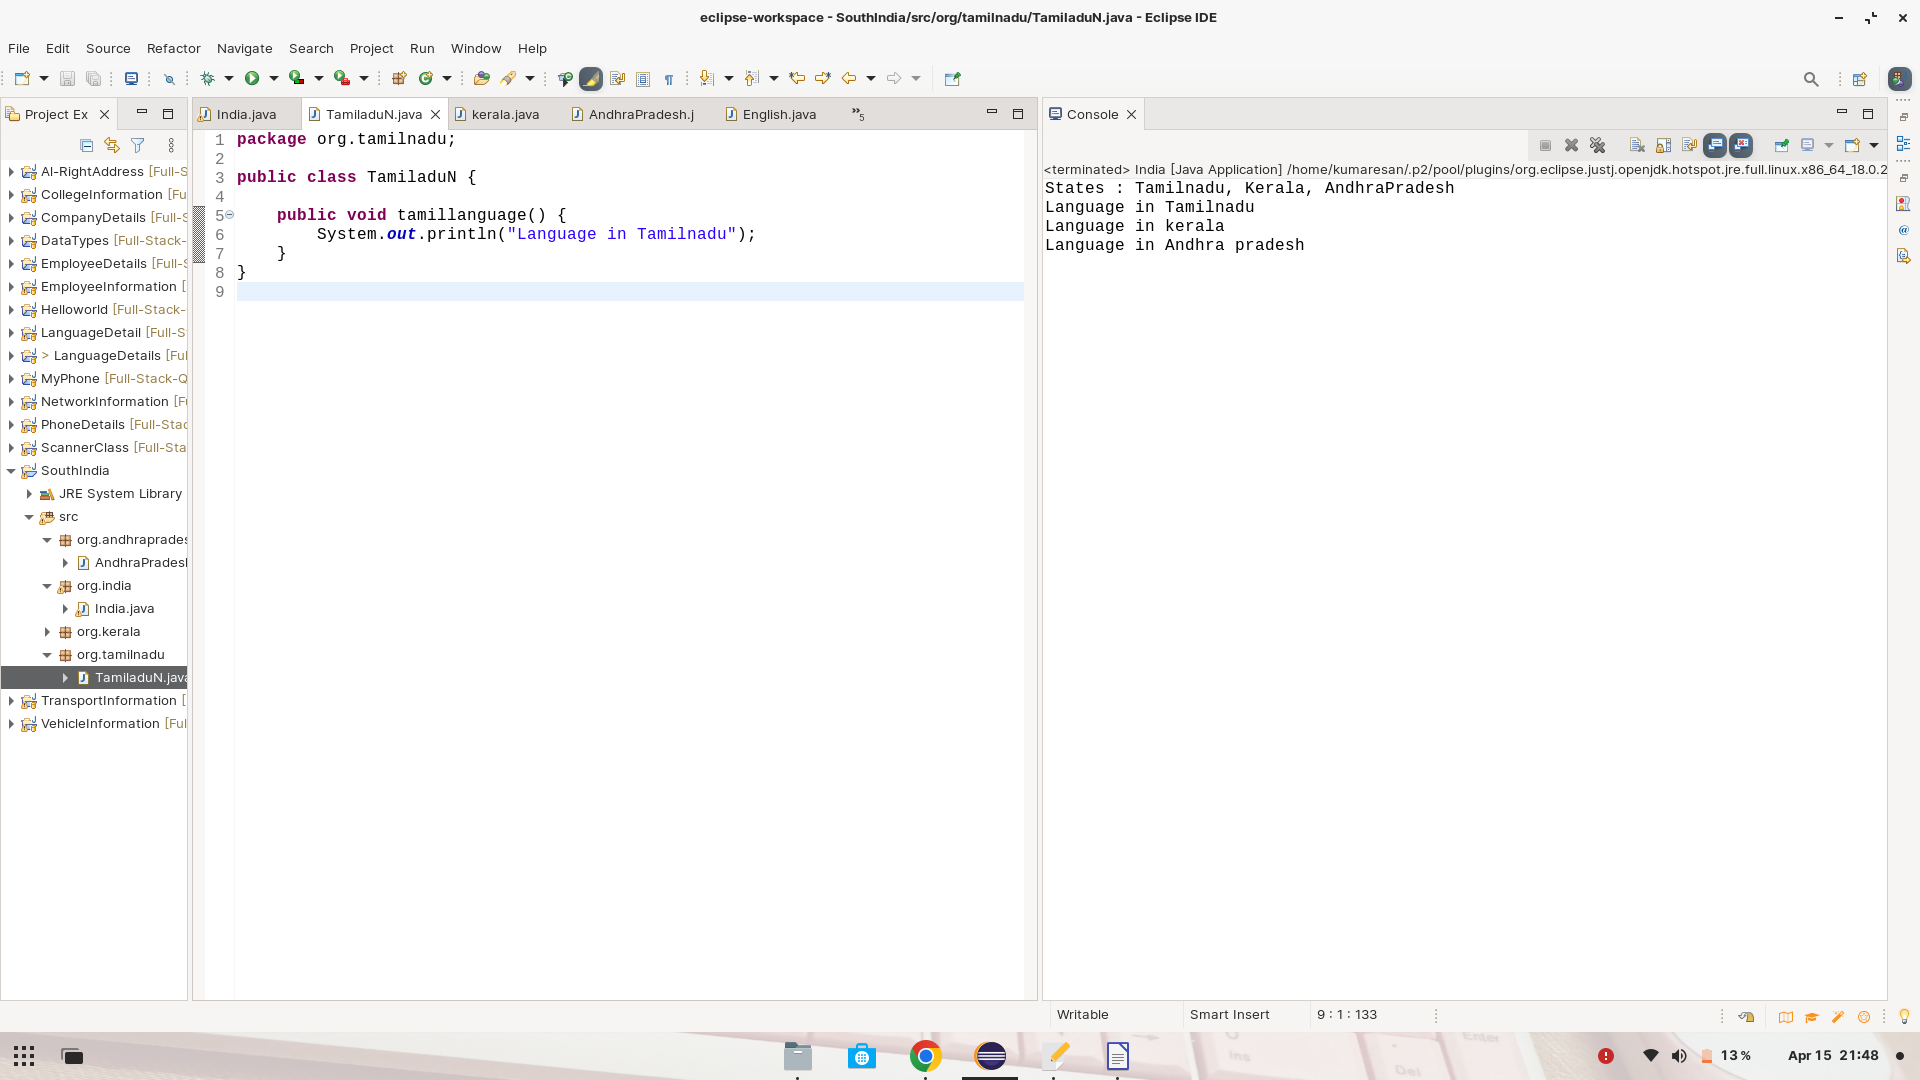 eclipse-workspace - SouthIndia/src/org/tamilnadu/TamiladuN.java - Eclipse IDE
File Edit Source Refactor Navigate Search Project Run Window Help
Project Ex
AI-RightAddress [Full-S
CollegeInformation [Fu
CompanyDetails [Full-S
DataTypes [Full-Stack-
EmployeeDetails [Full-S
EmployeeInformation [
Helloworld [Full-Stack-
LanguageDetail [Full-S
> LanguageDetails [Ful
MyPhone [Full-Stack-Q
NetworkInformation [Fu
PhoneDetails [Full-Stac
ScannerClass [Full-Sta
SouthIndia
JRE System Library
src
org.andhraprades
AndhraPradesh
org.india
India.java
org.kerala
org.tamilnadu
TamiladuN.java
TransportInformation [
VehicleInformation [Ful
India.java TamiladuN.java kerala.java AndhraPradesh.j English.java »5
1 package org.tamilnadu;
2
3 public class TamiladuN {
4
5 public void tamillanguage() {
6 System.out.println("Language in Tamilnadu");
7 }
8 }
9
Console
<terminated> India [Java Application] /home/kumaresan/.p2/pool/plugins/org.eclipse.justj.openjdk.hotspot.jre.full.linux.x86_64_18.0.2
States : Tamilnadu, Kerala, AndhraPradesh
Language in Tamilnadu
Language in kerala
Language in Andhra pradesh
Writable Smart Insert 9 : 1 : 133
13 % Apr 15 21:48
Ins
Del
Enter